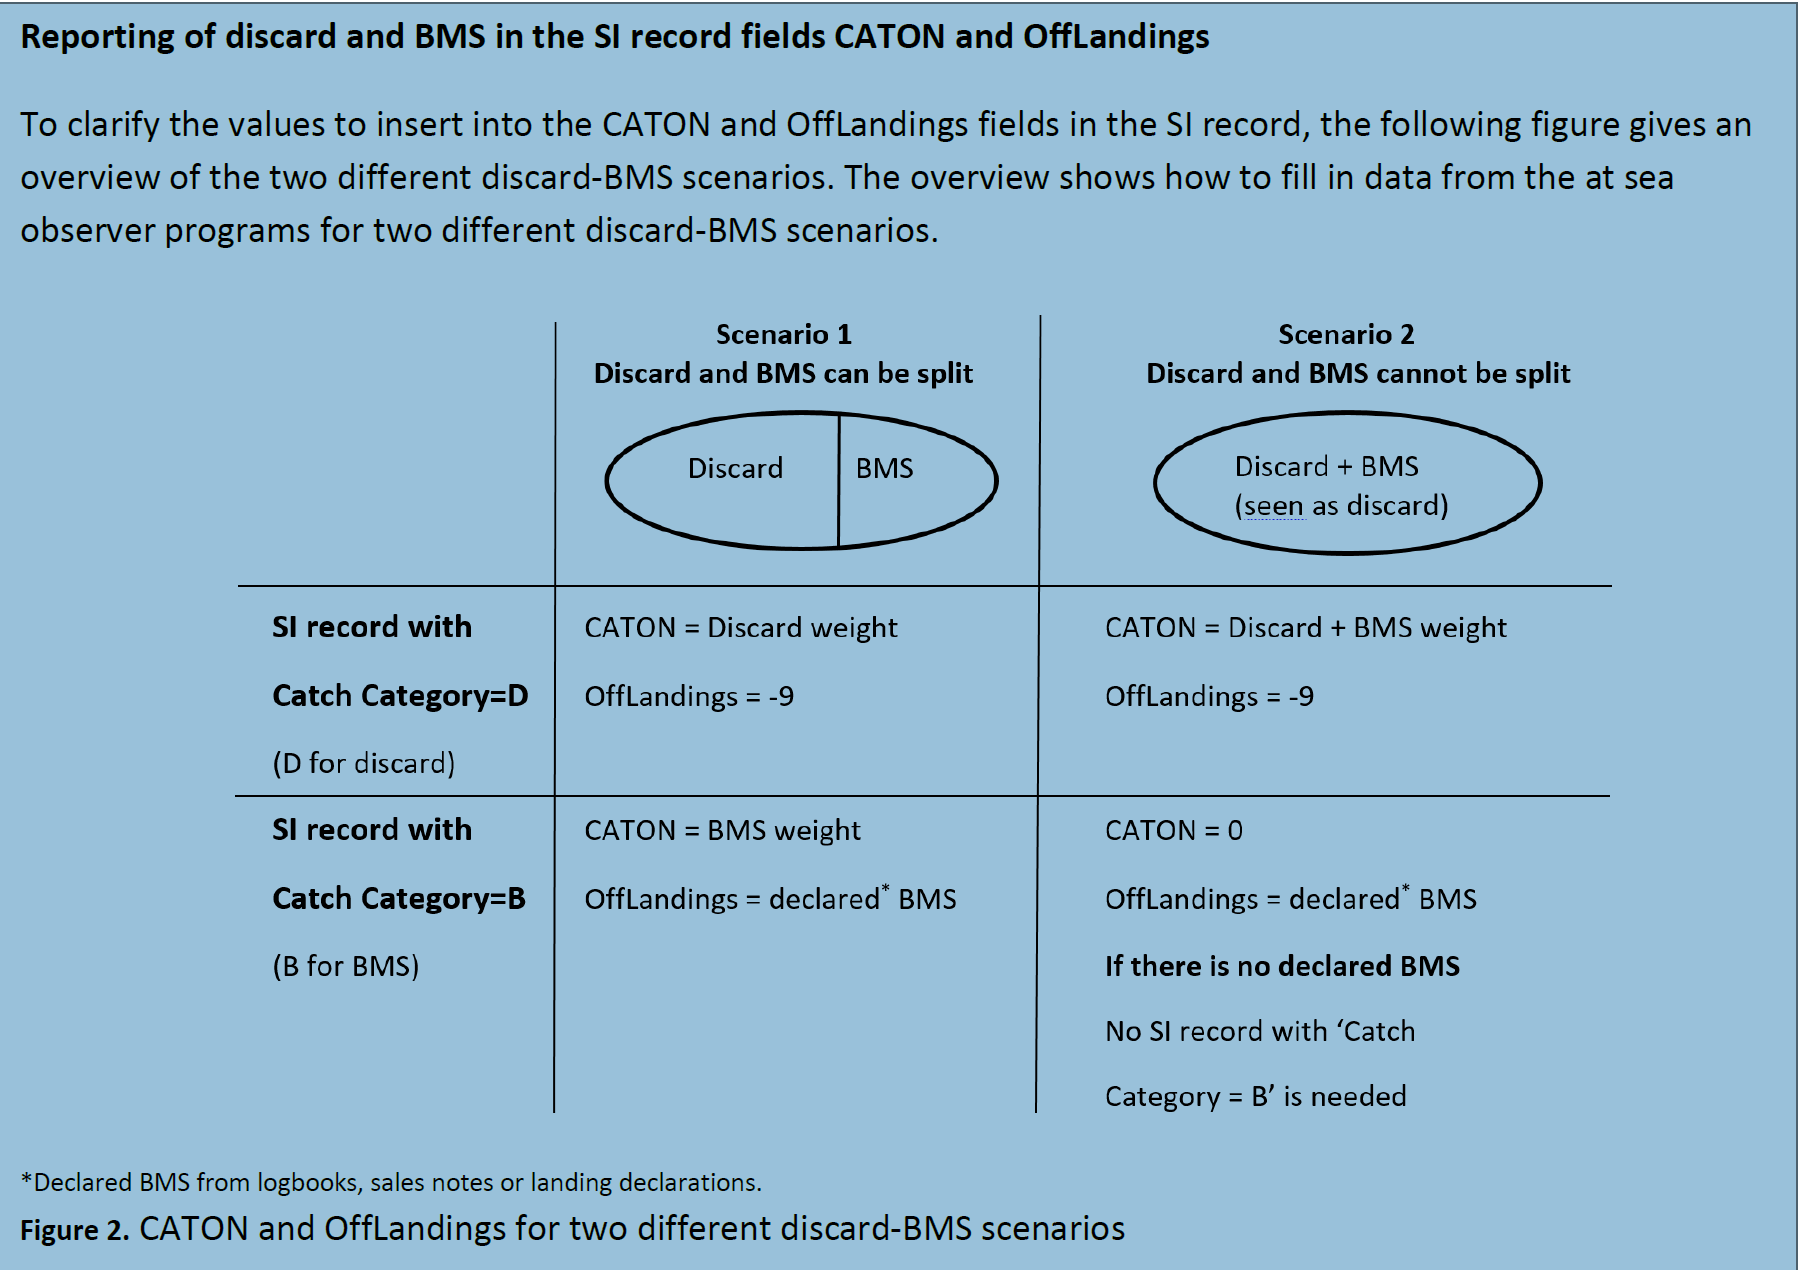 Reporting of discard and BMS in the SI record fields CATON and OffLandings
To clarify the values to insert into the CATON and OffLandings fields in the SI record, the following figure gives an
overview of the two different discard-BMS scenarios. The overview shows how to fill in data from the at sea
observer programs for two different discard-BMS scenarios.
Scenario 1
Discard and BMS can be split
Scenario 2
Discard and BMS cannot be split
Discard
BMS
Discard + BMS
(seen as discard)
SI record with
Catch Category=D
(D for discard)
CATON = Discard weight
OffLandings = -9
CATON = Discard + BMS weight
OffLandings = -9
SI record with
Catch Category=B
(B for BMS)
CATON = BMS weight
OffLandings = declared* BMS
CATON = 0
OffLandings = declared* BMS
If there is no declared BMS
No SI record with ‘Catch
Category = B’ is needed
*Declared BMS from logbooks, sales notes or landing declarations.
Figure 2. CATON and OffLandings for two different discard-BMS scenarios